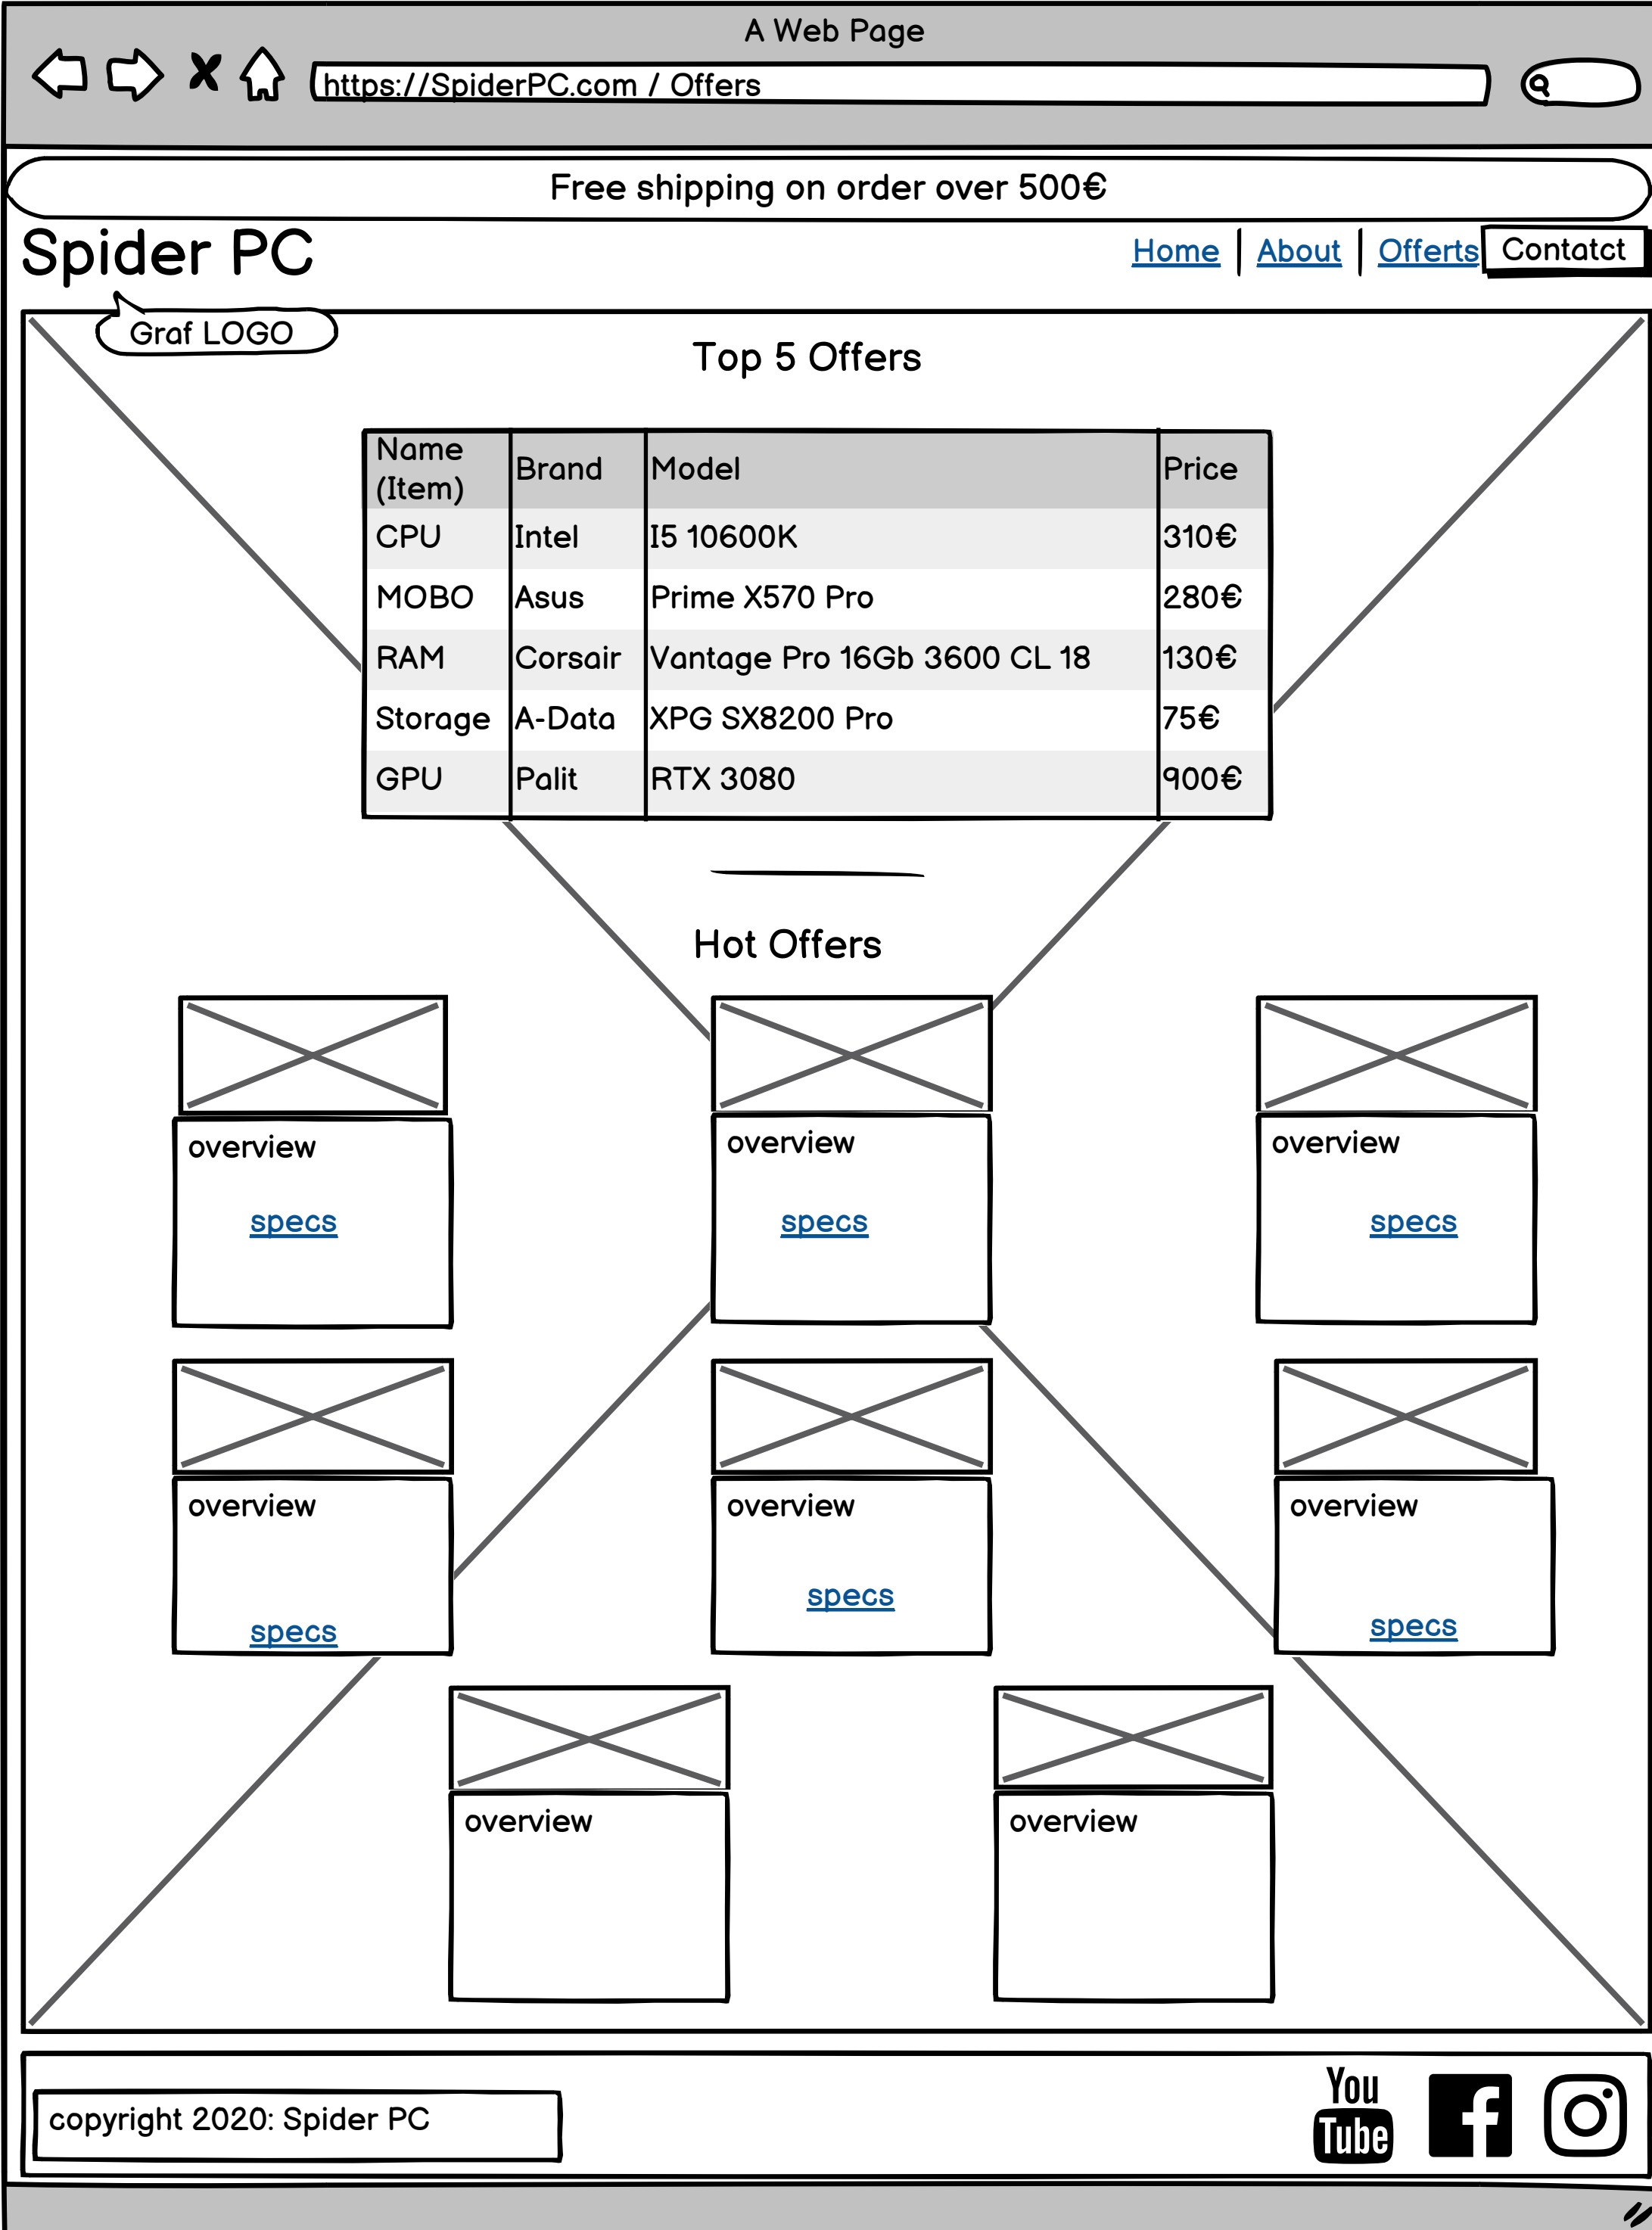 A Web Page
https://SpiderPC.com / Offers
Free shipping on order over 500€
Spider PC
Home
About
Offerts
Contatct
Graf LOGO
Top 5 Offers
Name (Item) Brand Model Price
CPU Intel I5 10600K 310€
MOBO Asus Prime X570 Pro 280€
RAM Corsair Vantage Pro 16Gb 3600 CL 18 130€
Storage A-Data XPG SX8200 Pro 75€
GPU Palit RTX 3080 900€
Hot Offers
overview overview overview
specs specs specs
overview overview overview
specs specs specs
overview overview
copyright 2020: Spider PC
You
Tube